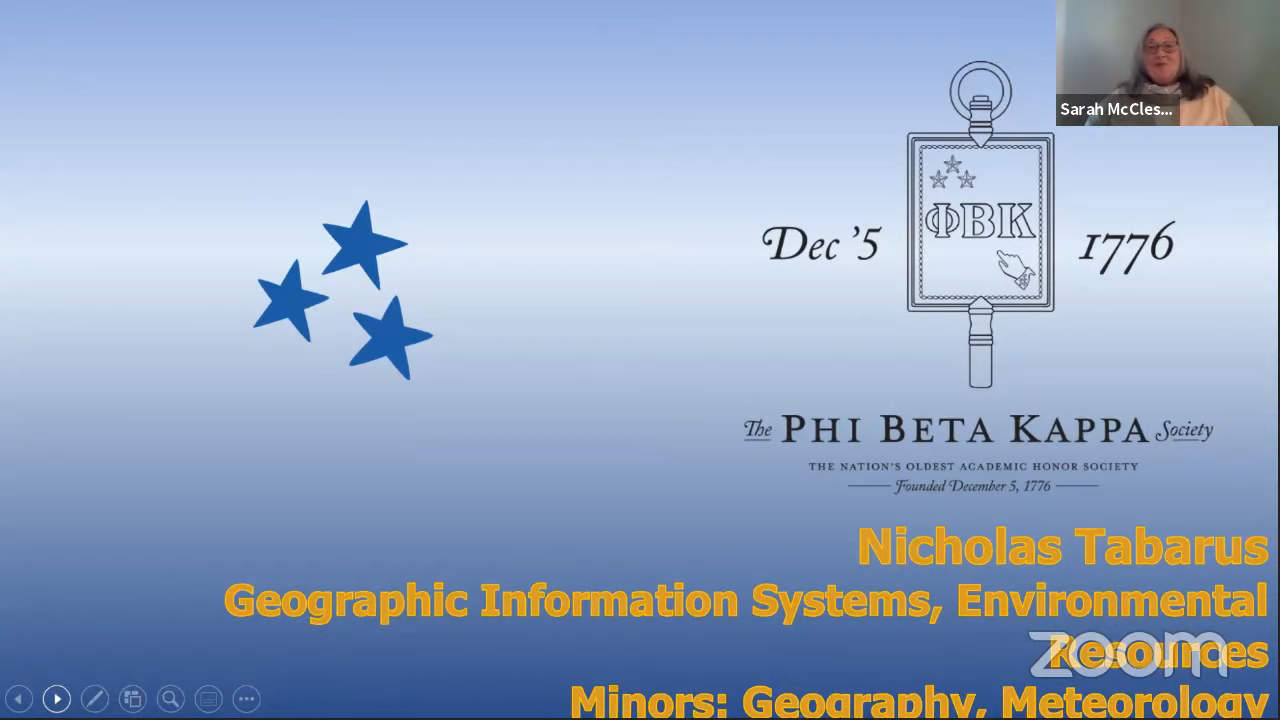 Sarah McCles...
ΦΒΚ
Dec '5
1776
The PHI BETA KAPPA Society
THE NATION'S OLDEST ACADEMIC HONOR SOCIETY
Founded December 5, 1776
Nicholas Tabarus
Geographic Information Systems, Environmental
Resources
zoom
Minors: Geography, Meteorology